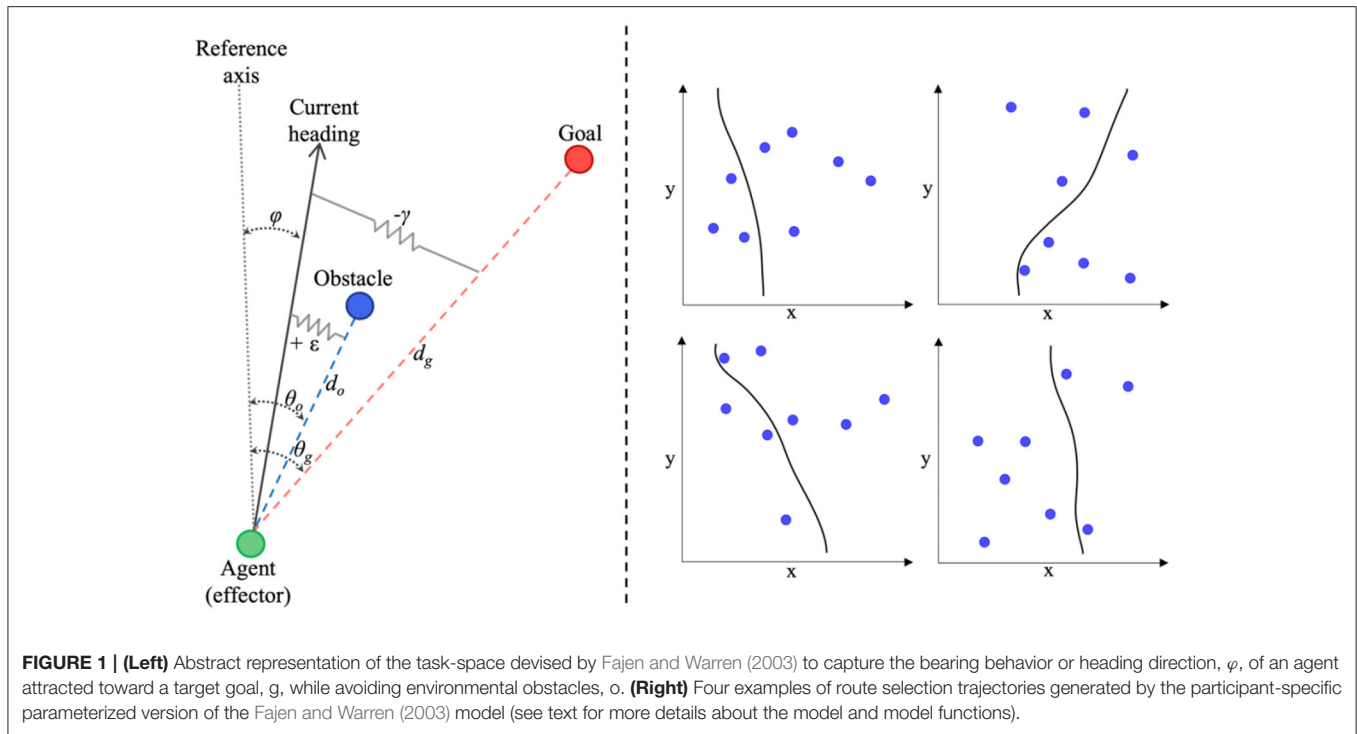 Reference
axis
Current
heading
Goal
φ
-γ
Obstacle
+ ε
d_o
d_g
θ_o
θ_g
Agent
(effector)
y
x
y
x
y
x
y
x
FIGURE 1 | (Left) Abstract representation of the task-space devised by Fajen and Warren (2003) to capture the bearing behavior or heading direction, φ, of an agent
attracted toward a target goal, g, while avoiding environmental obstacles, o. (Right) Four examples of route selection trajectories generated by the participant-specific
parameterized version of the Fajen and Warren (2003) model (see text for more details about the model and model functions).